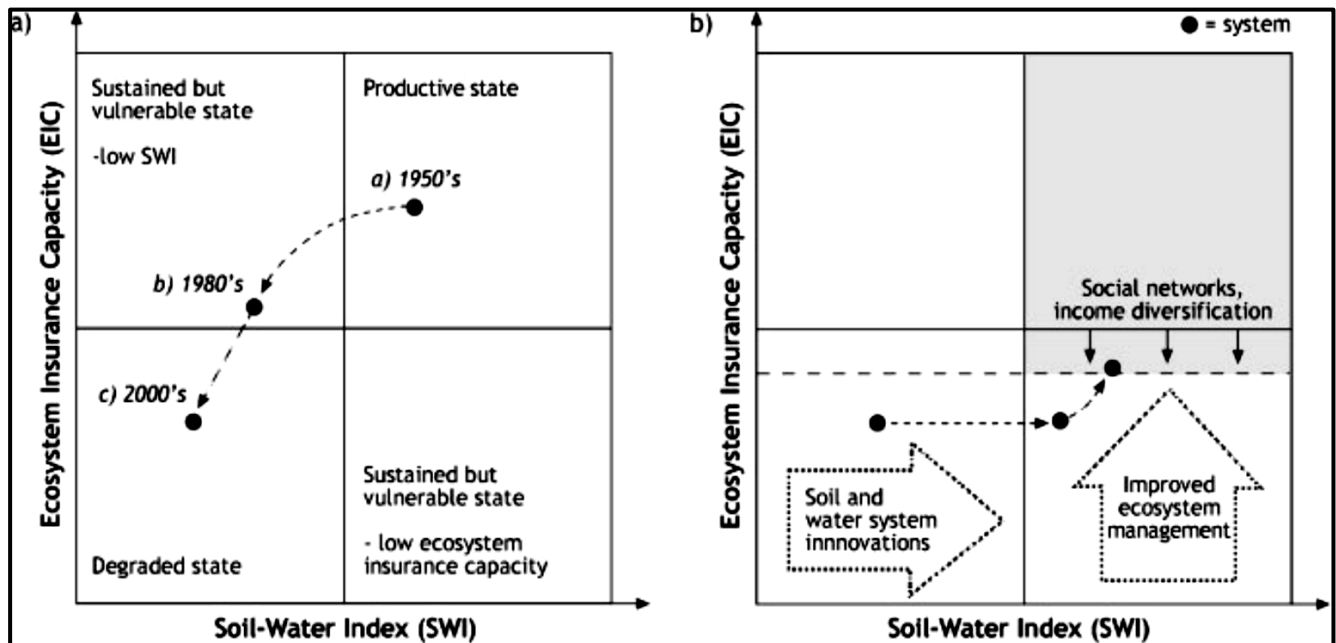 a)
Ecosystem Insurance Capacity (EIC)
Sustained but
vulnerable state
-low SWI
Productive state
a) 1950's
b) 1980's
c) 2000's
Degraded state
Sustained but
vulnerable state
- low ecosystem
insurance capacity
Soil-Water Index (SWI)
b)
= system
Ecosystem Insurance Capacity (EIC)
Social networks,
income diversification
Soil and
water system
innnovations
Improved
ecosystem
management
Soil-Water Index (SWI)